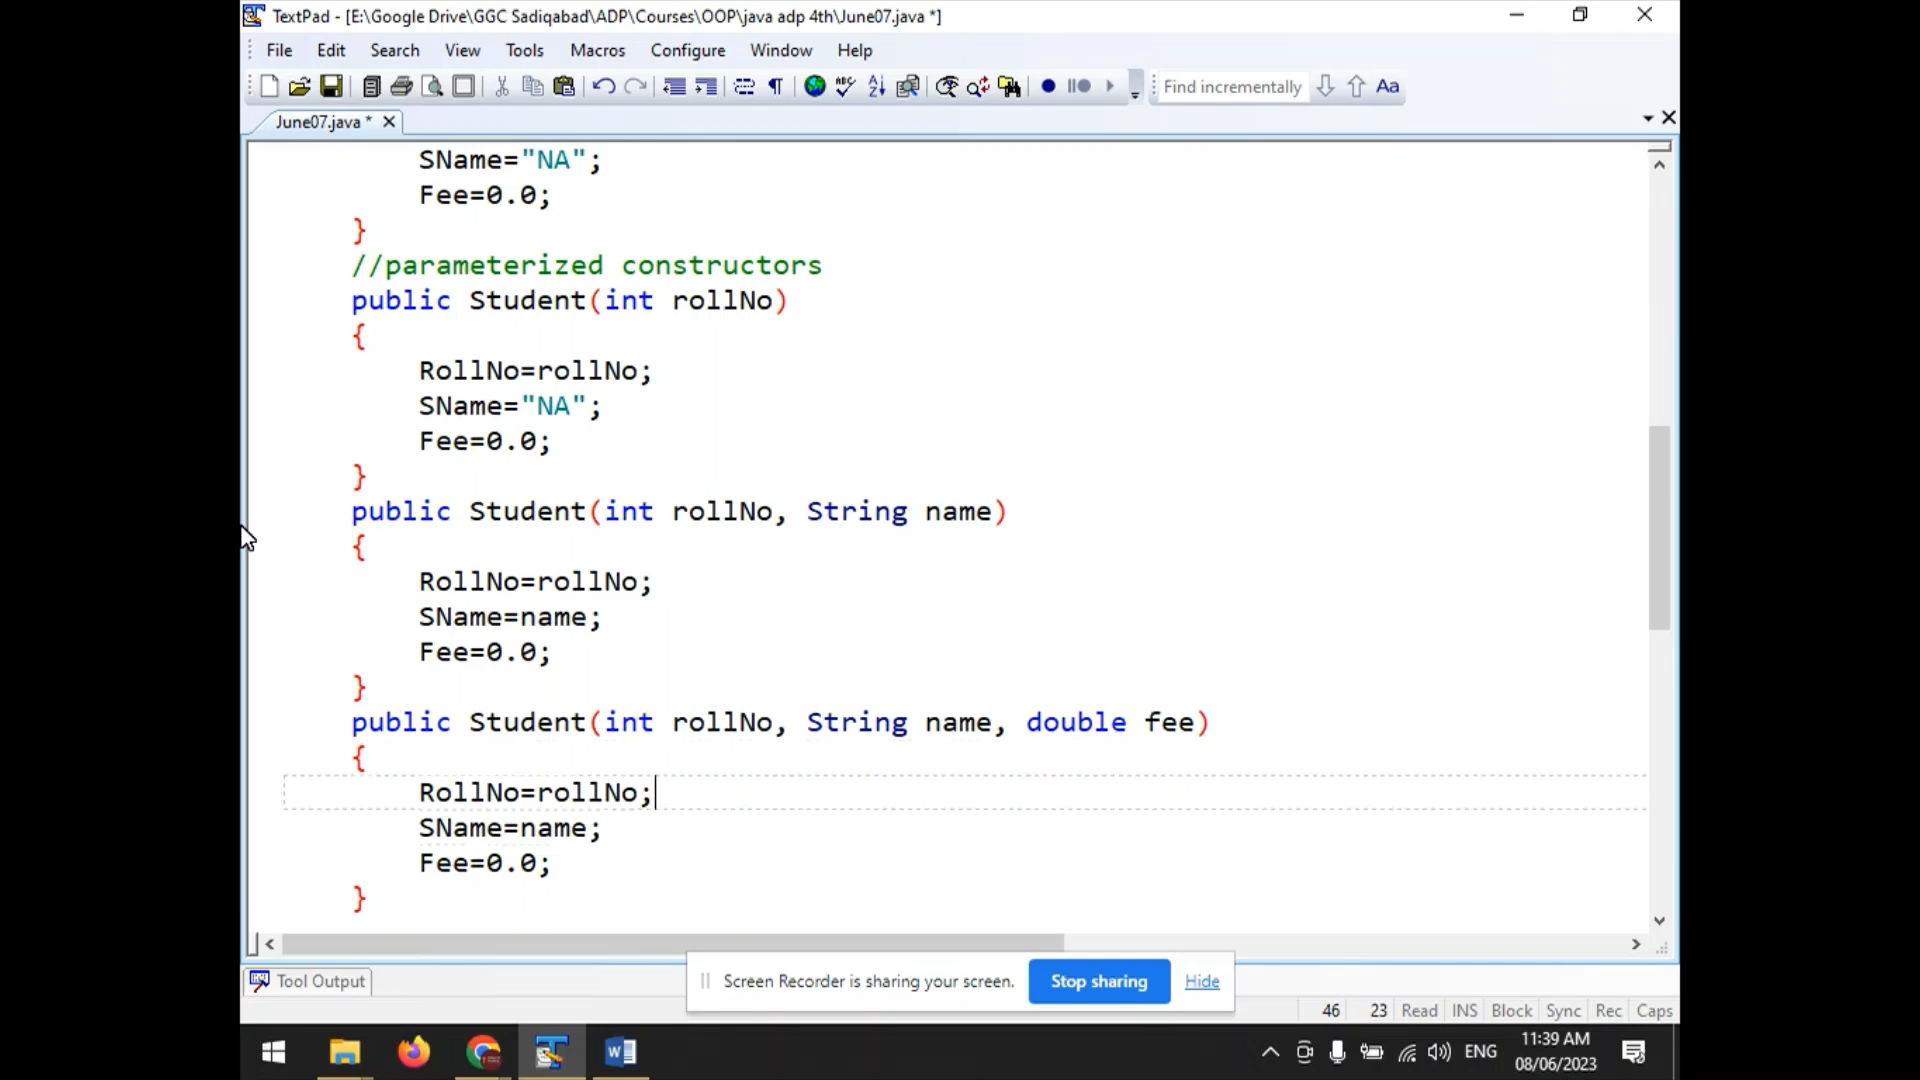 TextPad - [E:\Google Drive\GGC Sadiqabad\ADP\Courses\OOP\java adp 4th\June07.java *]
File Edit Search View Tools Macros Configure Window Help
Find incrementally Aa
June07.java *
SName="NA";
Fee=0.0;
}
//parameterized constructors
public Student(int rollNo)
{
RollNo=rollNo;
SName="NA";
Fee=0.0;
}
public Student(int rollNo, String name)
{
RollNo=rollNo;
SName=name;
Fee=0.0;
}
public Student(int rollNo, String name, double fee)
{
RollNo=rollNo;
SName=name;
Fee=0.0;
}
Tool Output
Screen Recorder is sharing your screen. Stop sharing Hide
46 23 Read INS Block Sync Rec Caps
ENG 11:39 AM
08/06/2023